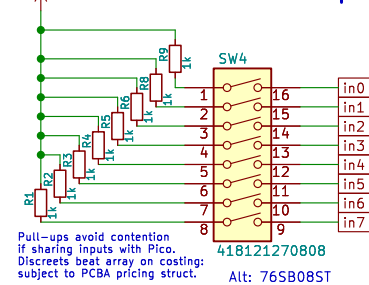 SW4
R9
1k
R8
1k
R6
1k
R5
1k
R4
1k
R3
1k
R2
1k
R1
1k
1 16 in0
2 15 in1
3 14 in2
4 13 in3
5 12 in4
6 11 in5
7 10 in6
8 9 in7
418121270808
Pull-ups avoid contention
if sharing inputs with Pico.
Discreets beat array on costing:
subject to PCBA pricing struct.
Alt: 76SB08ST